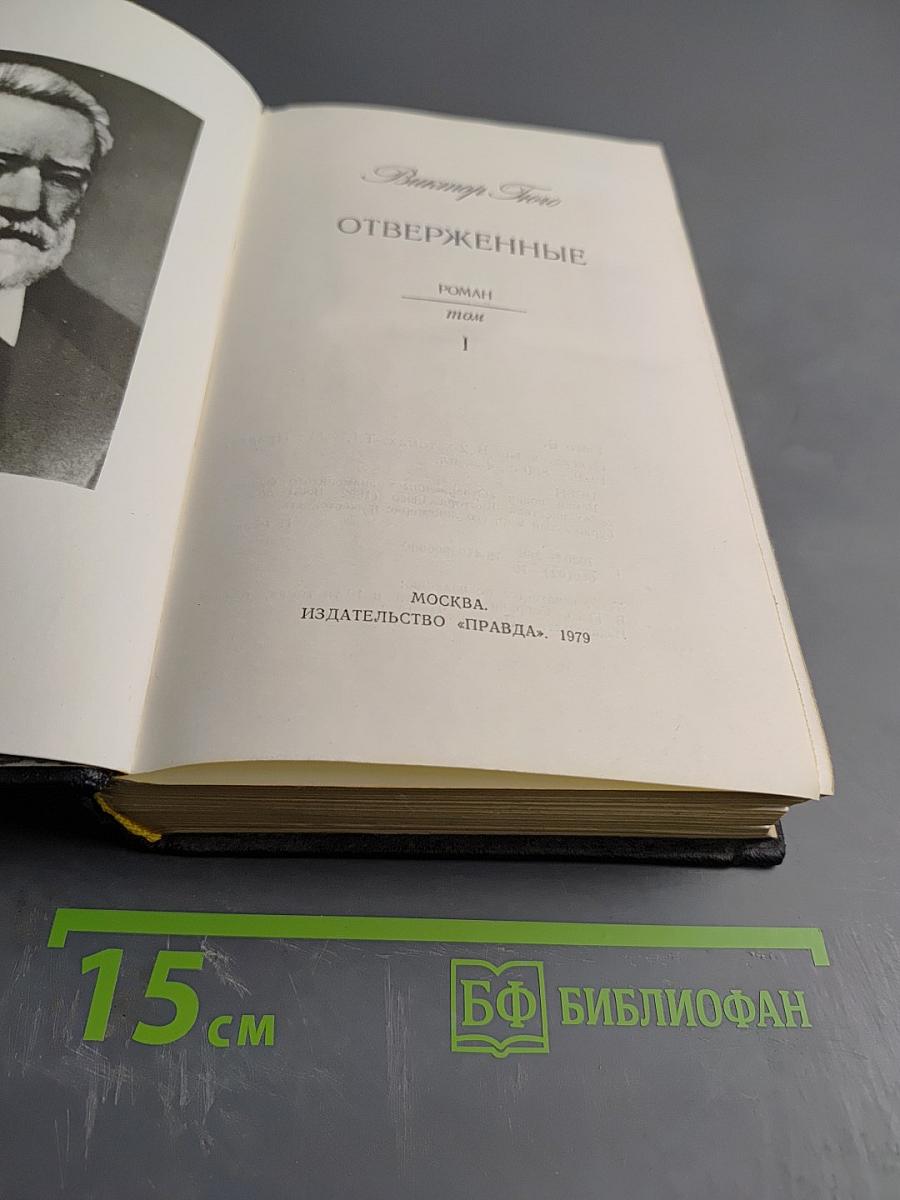 Виктор Гюго
ОТВЕРЖЕННЫЕ
РОМАН
том
I
МОСКВА.
ИЗДАТЕЛЬСТВО «ПРАВДА». 1979
15 см
БФ БИБЛИОФАН